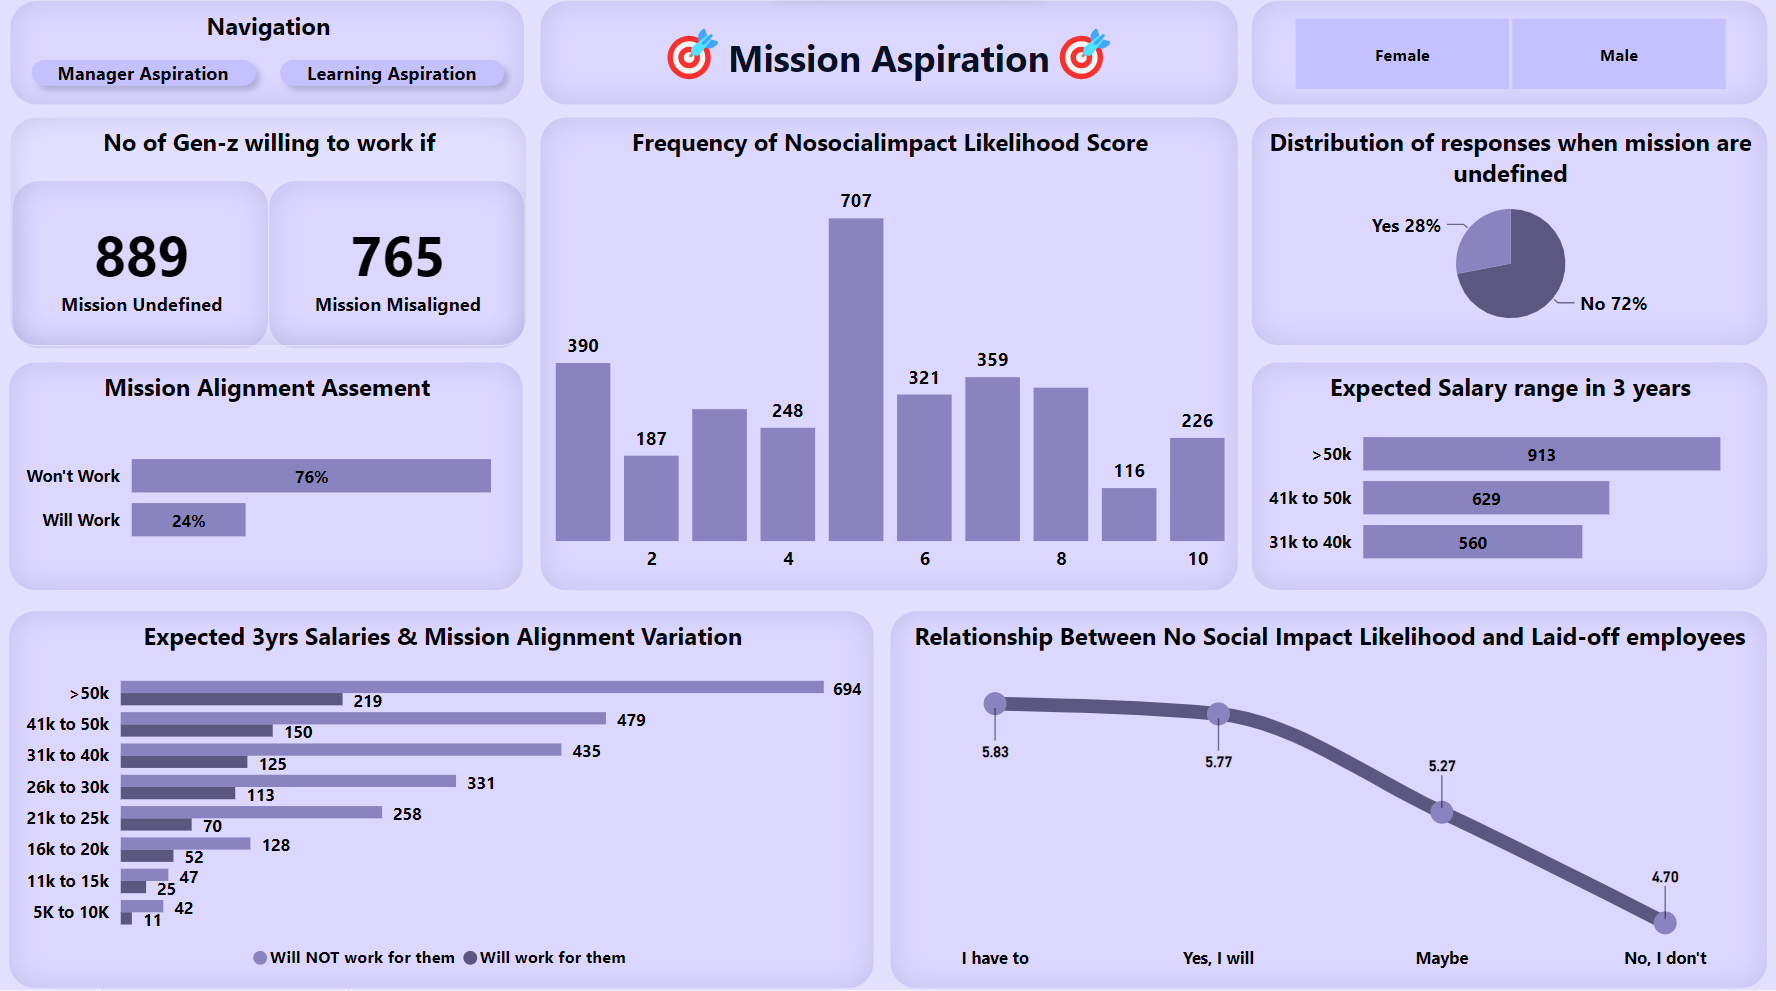 Navigation
Manager Aspiration
Learning Aspiration
Mission Aspiration
Female
Male
No of Gen-z willing to work if
889
Mission Undefined
765
Mission Misaligned
Frequency of Nosocialimpact Likelihood Score
390
187
248
707
321
359
116
226
2
4
6
8
10
Distribution of responses when mission are
undefined
Yes 28%
No 72%
Mission Alignment Assement
Won't Work
76%
Will Work
24%
Expected Salary range in 3 years
>50k
913
41k to 50k
629
31k to 40k
560
Expected 3yrs Salaries & Mission Alignment Variation
>50k
694
219
41k to 50k
479
150
31k to 40k
435
125
26k to 30k
331
113
21k to 25k
258
70
16k to 20k
128
52
11k to 15k
47
25
5K to 10K
42
11
Will NOT work for them
Will work for them
Relationship Between No Social Impact Likelihood and Laid-off employees
5.83
5.77
5.27
4.70
I have to
Yes, I will
Maybe
No, I don't